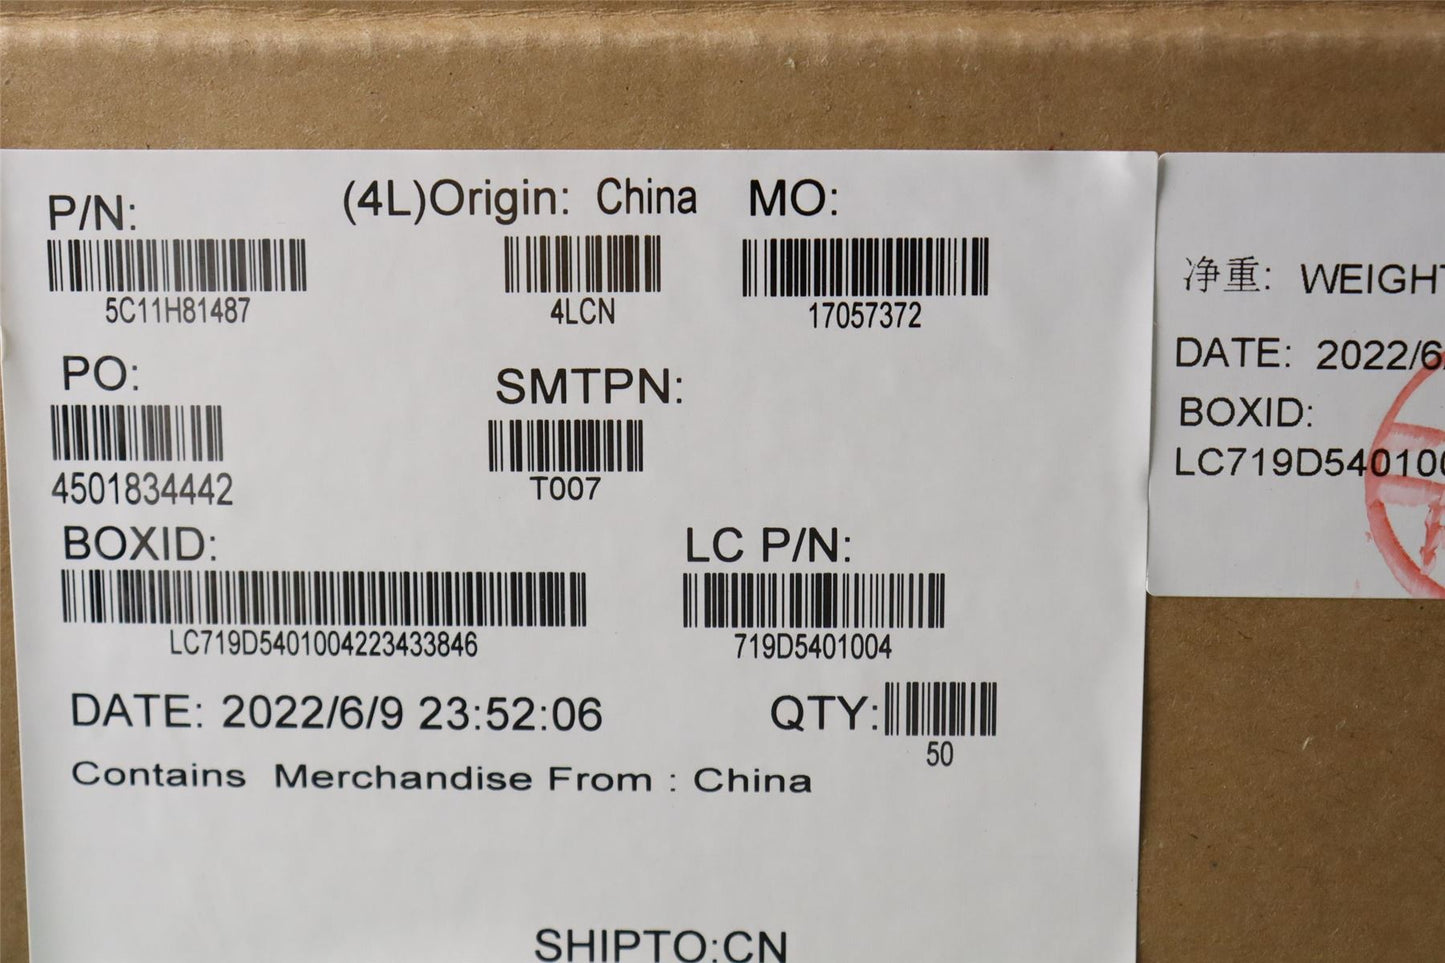 P/N:
(4L)Origin: China
MO:
5C11H81487
4LCN
17057372
PO:
SMTPN:
4501834442
T007
BOXID:
LC P/N:
LC719D5401004223433846
719D5401004
DATE: 2022/6/9 23:52:06
QTY:
50
Contains Merchandise From : China
SHIPTO:CN
净重: WEIGHT
DATE: 2022/6
BOXID:
LC719D540100